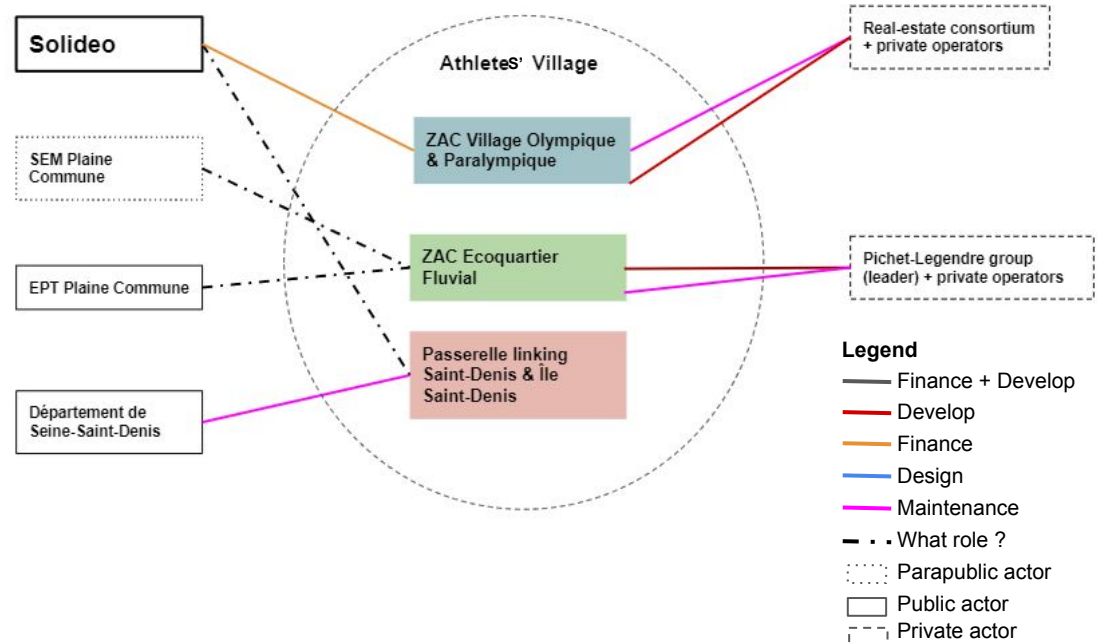 Solideo
SEM Plaine
Commune
EPT Plaine Commune
Département de
Seine-Saint-Denis
Athletes' Village
ZAC Village Olympique
& Paralympique
ZAC Ecoquartier
Fluvial
Passerelle linking
Saint-Denis & Île
Saint-Denis
Real-estate consortium
+ private operators
Pichet-Legendre group
(leader) + private operators
Legend
Finance + Develop
Develop
Finance
Design
Maintenance
What role ?
Parapublic actor
Public actor
Private actor